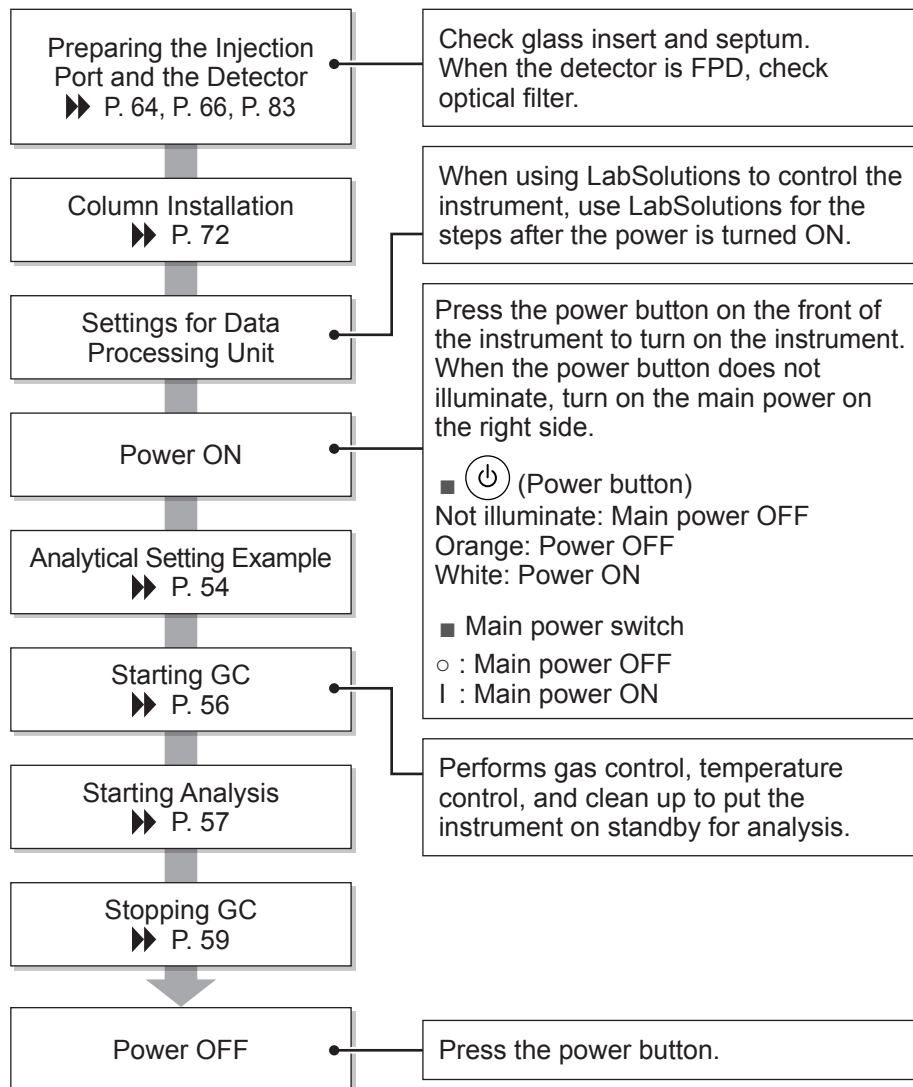 Preparing the Injection
Port and the Detector
P. 64, P. 66, P. 83
Check glass insert and septum.
When the detector is FPD, check
optical filter.
Column Installation
P. 72
When using LabSolutions to control the
instrument, use LabSolutions for the
steps after the power is turned ON.
Settings for Data
Processing Unit
Power ON
Press the power button on the front of
the instrument to turn on the instrument.
When the power button does not
illuminate, turn on the main power on
the right side.
■ (Power button)
Not illuminate: Main power OFF
Orange: Power OFF
White: Power ON
■ Main power switch
○ : Main power OFF
I : Main power ON
Analytical Setting Example
P. 54
Starting GC
P. 56
Performs gas control, temperature
control, and clean up to put the
instrument on standby for analysis.
Starting Analysis
P. 57
Stopping GC
P. 59
Power OFF
Press the power button.